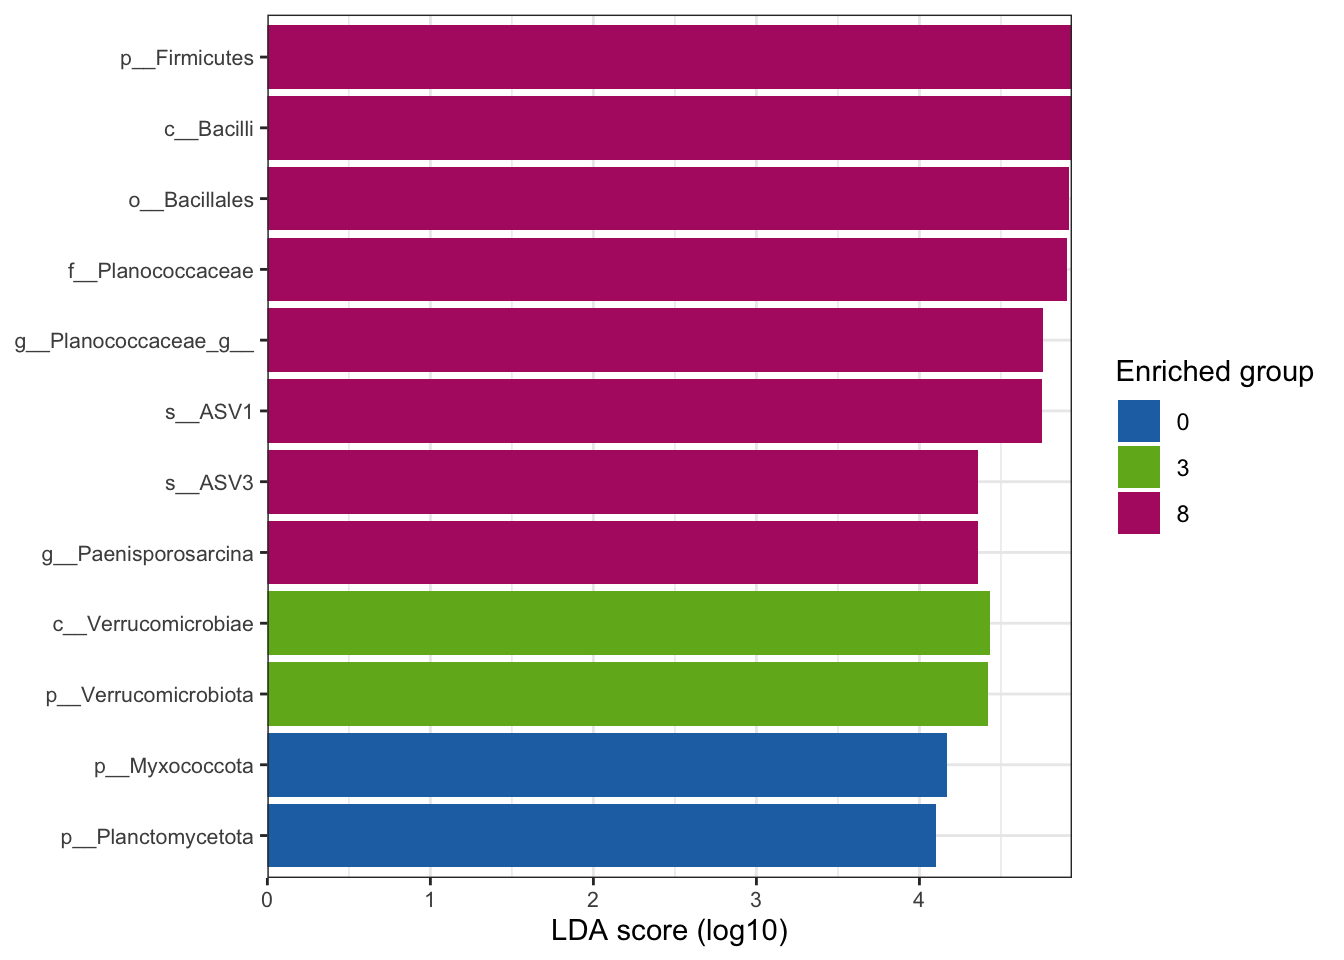 p__Firmicutes
c__Bacilli
o__Bacillales
f__Planococcaceae
g__Planococcaceae_g__
s__ASV1
s__ASV3
g__Paenisporosarcina
c__Verrucomicrobiae
p__Verrucomicrobiota
p__Myxococcota
p__Planctomycetota
0 1 2 3 4
LDA score (log10)
Enriched group
0
3
8